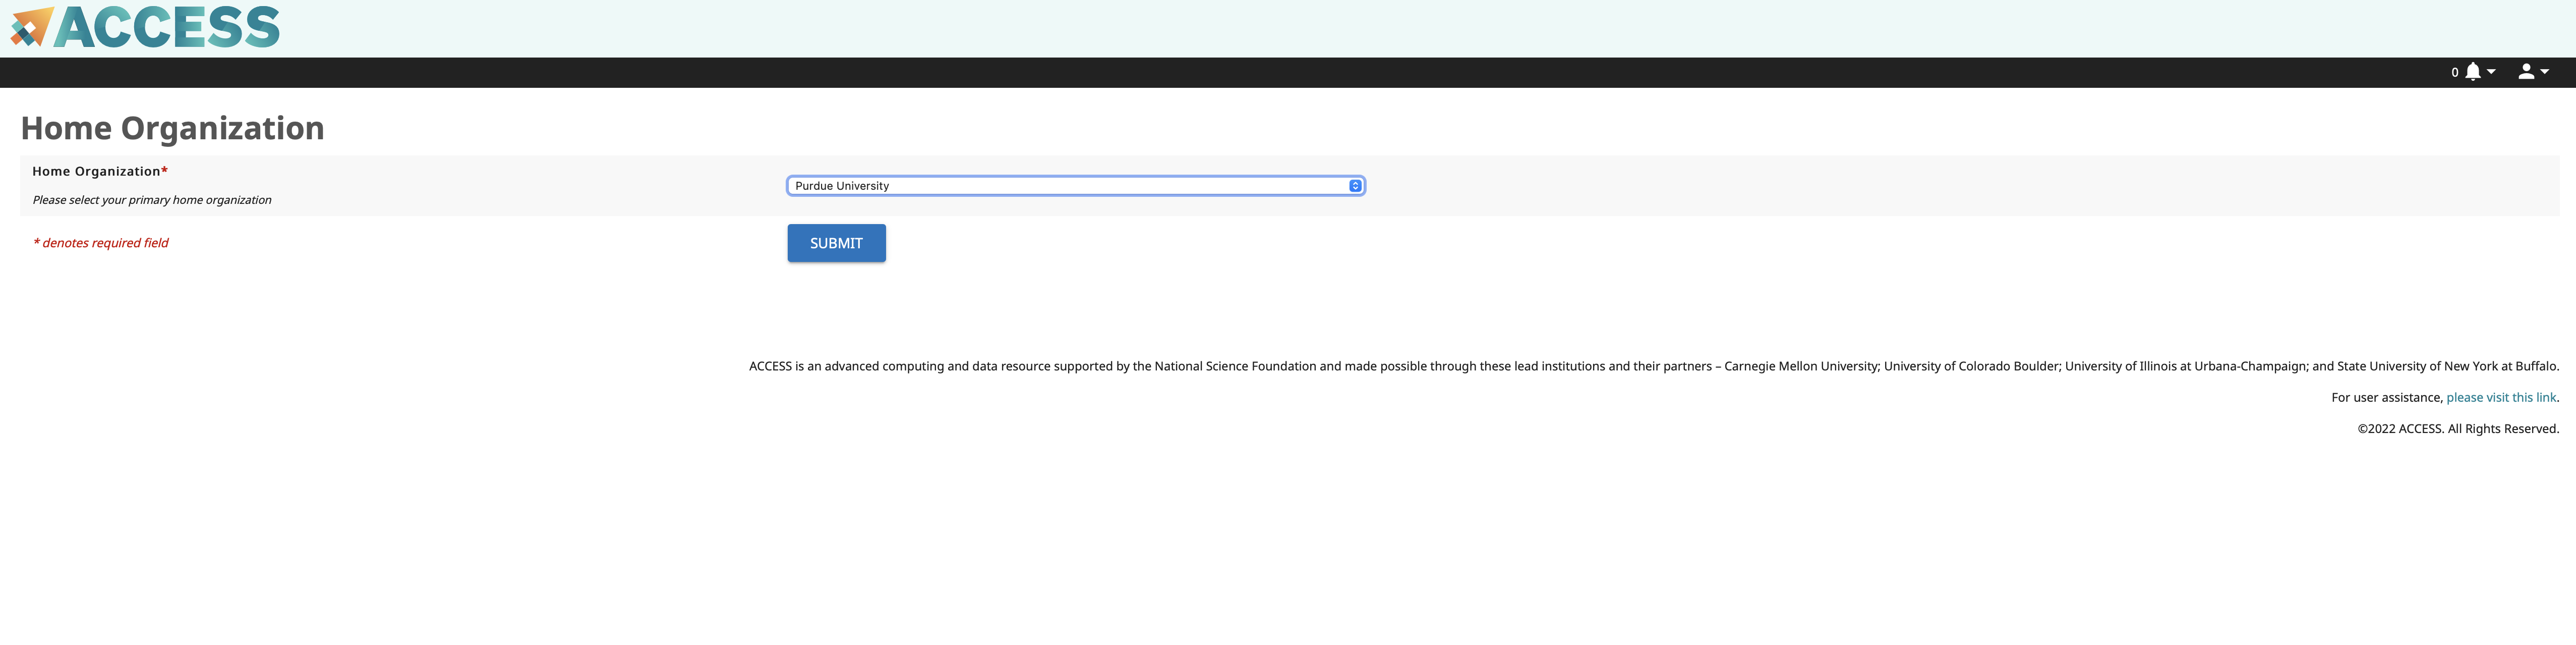 ACCESS
0
Home Organization
Home Organization*
Please select your primary home organization
Purdue University
* denotes required field
SUBMIT
ACCESS is an advanced computing and data resource supported by the National Science Foundation and made possible through these lead institutions and their partners – Carnegie Mellon University; University of Colorado Boulder; University of Illinois at Urbana-Champaign; and State University of New York at Buffalo.
For user assistance, please visit this link.
©2022 ACCESS. All Rights Reserved.